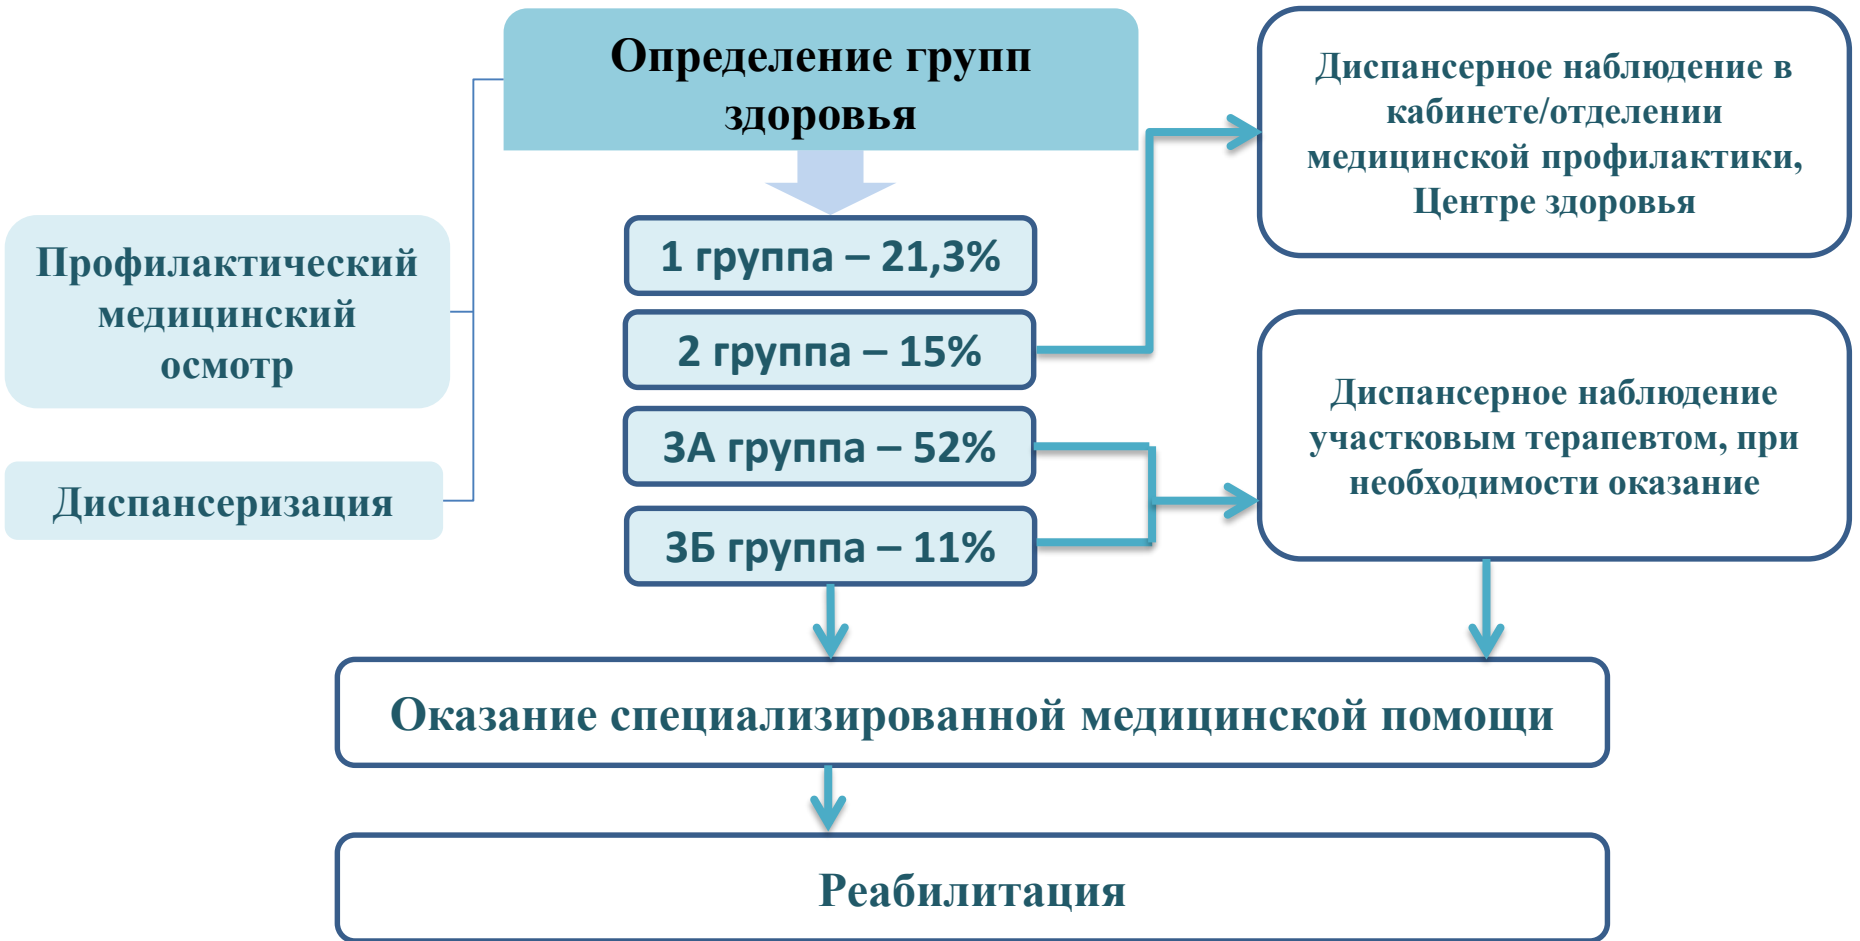 Определение групп
здоровья
Профилактический
медицинский
осмотр
Диспансеризация
1 группа – 21,3%
2 группа – 15%
3А группа – 52%
3Б группа – 11%
Диспансерное наблюдение в
кабинете/отделении
медицинской профилактики,
Центре здоровья
Диспансерное наблюдение
участковым терапевтом, при
необходимости оказание
Оказание специализированной медицинской помощи
Реабилитация